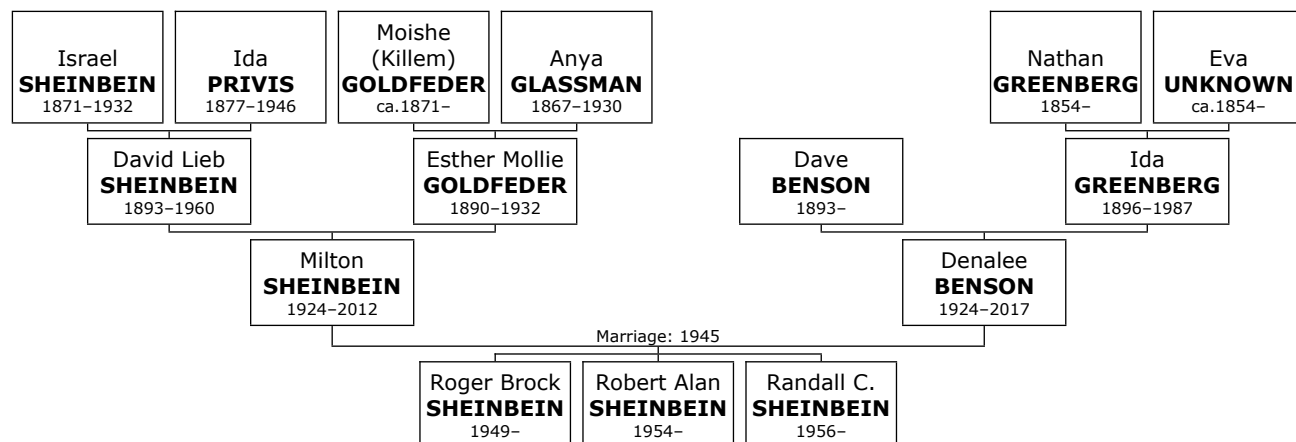 Israel
SHEINBEIN
1871–1932
Ida
PRIVIS
1877–1946
Moishe
(Killem)
GOLDFEDER
ca.1871–
Anya
GLASSMAN
1867–1930
Nathan
GREENBERG
1854–
Eva
UNKNOWN
ca.1854–
David Lieb
SHEINBEIN
1893–1960
Esther Mollie
GOLDFEDER
1890–1932
Dave
BENSON
1893–
Ida
GREENBERG
1896–1987
Milton
SHEINBEIN
1924–2012
Denalee
BENSON
1924–2017
Marriage: 1945
Roger Brock
SHEINBEIN
1949–
Robert Alan
SHEINBEIN
1954–
Randall C.
SHEINBEIN
1956–